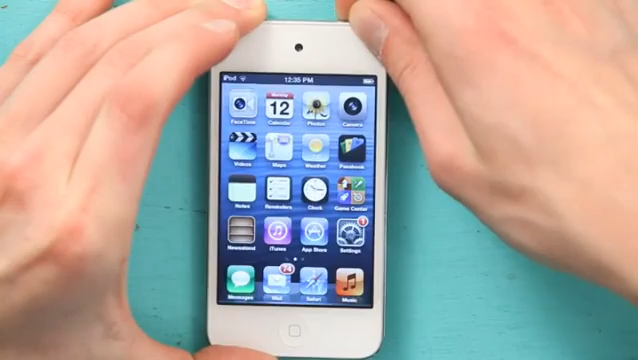 iPod 12:35 PM
Monday
12
FaceTime Calendar Photos Camera
Videos Maps Weather Passbook
Notes Reminders Clock Game Center
1
Newsstand iTunes App Store Settings
74
Messages Mail Safari Music